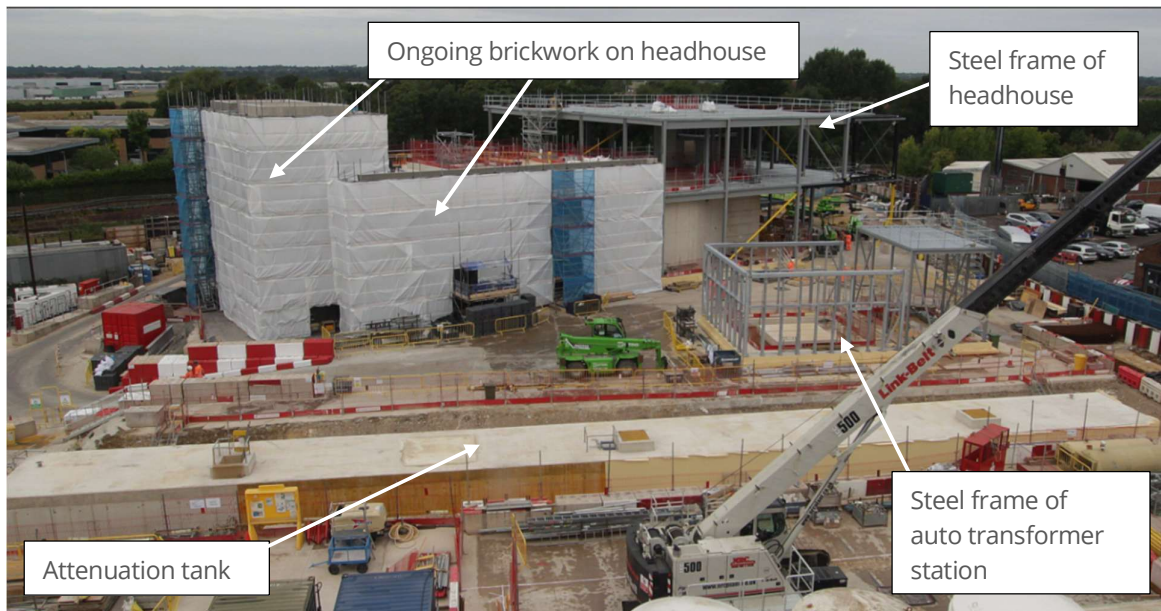 Ongoing brickwork on headhouse
Steel frame of
headhouse
Link-Belt
500
Steel frame of
auto transformer
station
Attenuation tank
500